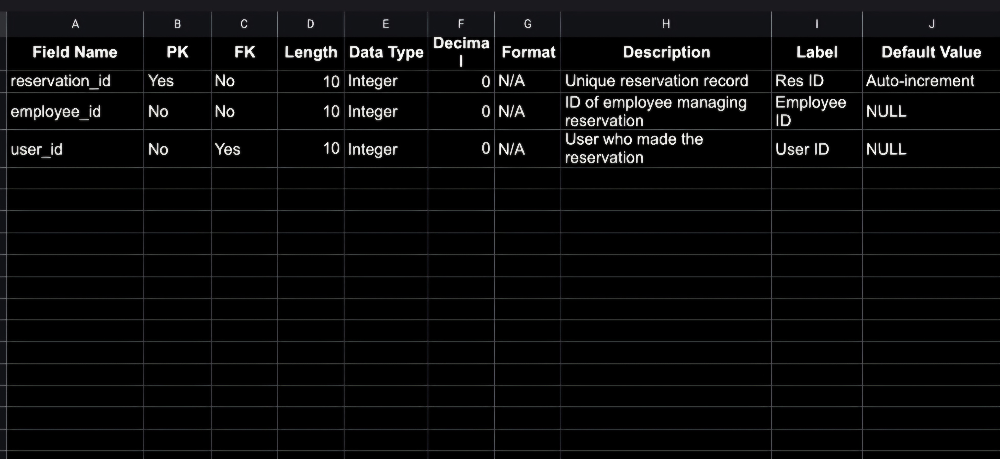 A B C D E F G H I J
Field Name PK FK Length Data Type Decima
l Format Description Label Default Value
reservation_id Yes No 10 Integer 0 N/A Unique reservation record Res ID Auto-increment
employee_id No No 10 Integer 0 N/A ID of employee managing
reservation Employee
ID NULL
user_id No Yes 10 Integer 0 N/A User who made the
reservation User ID NULL